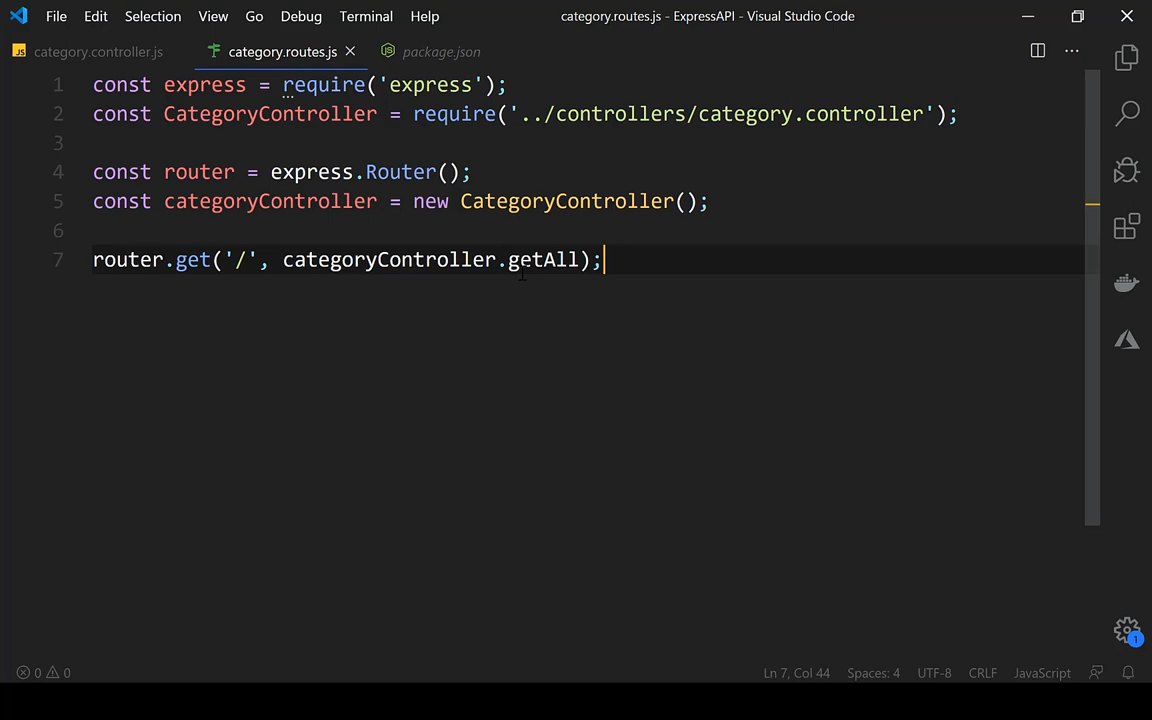 File Edit Selection View Go Debug Terminal Help category.routes.js - ExpressAPI - Visual Studio Code
JS category.controller.js category.routes.js package.json
1 const express = require('express');
2 const CategoryController = require('../controllers/category.controller');
3
4 const router = express.Router();
5 const categoryController = new CategoryController();
6
7 router.get('/', categoryController.getAll);
1
0 0 Ln 7, Col 44 Spaces: 4 UTF-8 CRLF JavaScript